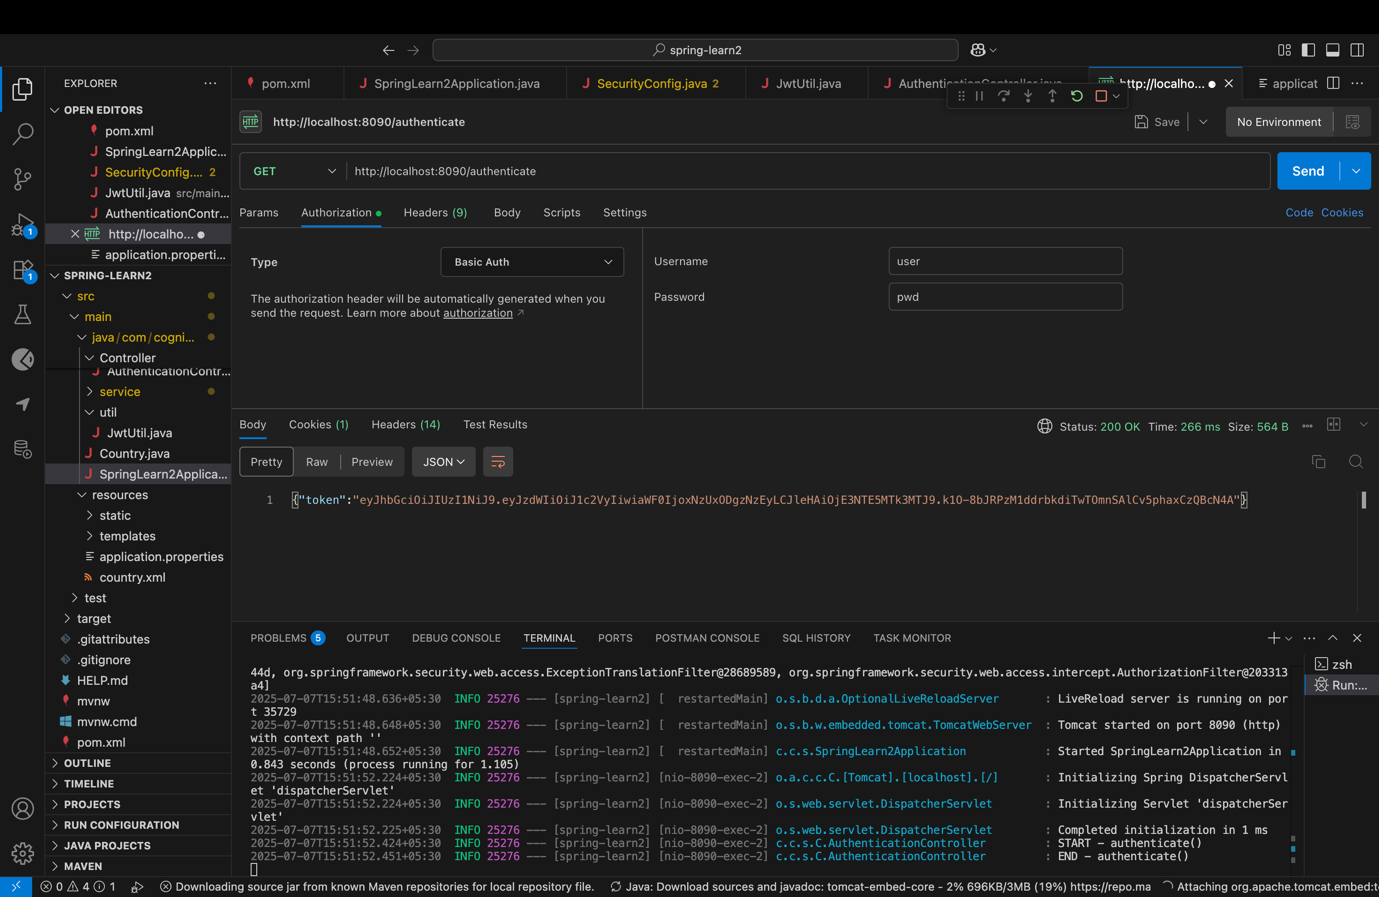 spring-learn2
EXPLORER
OPEN EDITORS
pom.xml
SpringLearn2Applic...
SecurityConfig.... 2
JwtUtil.java src/main...
AuthenticationContr...
http://localho...
application.properti...
SPRING-LEARN2
src
main
java/com/cogni...
Controller
AuthenticationContr...
service
util
JwtUtil.java
Country.java
SpringLearn2Applica...
resources
static
templates
application.properties
country.xml
test
target
.gitattributes
.gitignore
HELP.md
mvnw
mvnw.cmd
pom.xml
OUTLINE
TIMELINE
PROJECTS
RUN CONFIGURATION
JAVA PROJECTS
MAVEN
1
1
pom.xml
SpringLearn2Application.java
SecurityConfig.java 2
JwtUtil.java
AuthenticationController.java
http://localho...
applicat
HTTP http://localhost:8090/authenticate
Save
No Environment
GET http://localhost:8090/authenticate
Send
Params Authorization Headers (9) Body Scripts Settings
Code Cookies
Type Basic Auth
The authorization header will be automatically generated when you
send the request. Learn more about authorization ↗
Username user
Password pwd
Body Cookies (1) Headers (14) Test Results
Status: 200 OK Time: 266 ms Size: 564 B
Pretty Raw Preview JSON
1 {"token":"eyJhbGciOiJIUzI1NiJ9.eyJzdWIiOiJ1c2VyIiwiaWF0IjoxNzUxODgzNzEyLCJleHAiOjE3NTE5MTk3MTJ9.k1O-8bJRPzM1ddrbkdiTwTOmnSAlCv5phaxCzQBcN4A"}
PROBLEMS 5 OUTPUT DEBUG CONSOLE TERMINAL PORTS POSTMAN CONSOLE SQL HISTORY TASK MONITOR
zsh
Run:...
44d, org.springframework.security.web.access.ExceptionTranslationFilter@28689589, org.springframework.security.web.access.intercept.AuthorizationFilter@203313
a4]
2025-07-07T15:51:48.636+05:30 INFO 25276 --- [spring-learn2] [ restartedMain] o.s.b.d.a.OptionalLiveReloadServer : LiveReload server is running on por
t 35729
2025-07-07T15:51:48.648+05:30 INFO 25276 --- [spring-learn2] [ restartedMain] o.s.b.w.embedded.tomcat.TomcatWebServer : Tomcat started on port 8090 (http)
with context path ''
2025-07-07T15:51:48.652+05:30 INFO 25276 --- [spring-learn2] [ restartedMain] c.c.s.SpringLearn2Application : Started SpringLearn2Application in
0.843 seconds (process running for 1.105)
2025-07-07T15:51:52.224+05:30 INFO 25276 --- [spring-learn2] [nio-8090-exec-2] o.a.c.c.C.[Tomcat].[localhost].[/] : Initializing Spring DispatcherServl
et 'dispatcherServlet'
2025-07-07T15:51:52.224+05:30 INFO 25276 --- [spring-learn2] [nio-8090-exec-2] o.s.web.servlet.DispatcherServlet : Initializing Servlet 'dispatcherSer
vlet'
2025-07-07T15:51:52.225+05:30 INFO 25276 --- [spring-learn2] [nio-8090-exec-2] o.s.web.servlet.DispatcherServlet : Completed initialization in 1 ms
2025-07-07T15:51:52.424+05:30 INFO 25276 --- [spring-learn2] [nio-8090-exec-2] c.c.s.C.AuthenticationController : START - authenticate()
2025-07-07T15:51:52.451+05:30 INFO 25276 --- [spring-learn2] [nio-8090-exec-2] c.c.s.C.AuthenticationController : END - authenticate()
0 4 1 Downloading source jar from known Maven repositories for local repository file. Java: Download sources and javadoc: tomcat-embed-core - 2% 696KB/3MB (19%) https://repo.ma Attaching org.apache.tomcat.embed:t